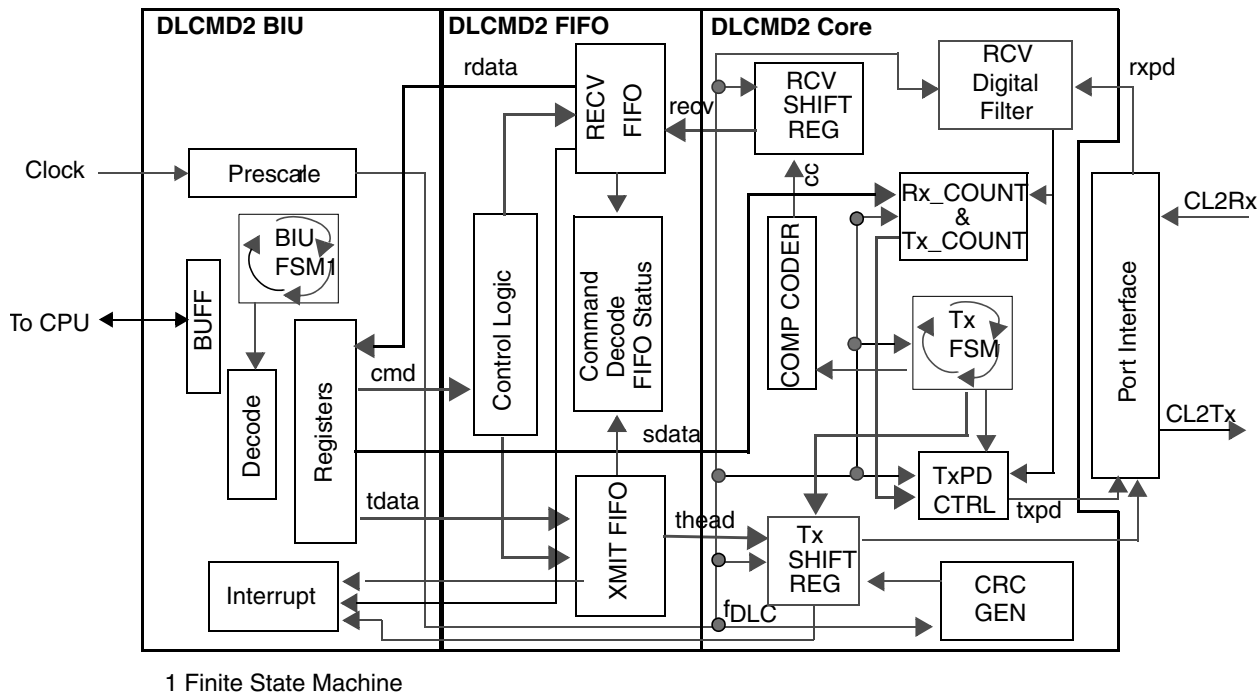 DLCMD2 BIU
DLCMD2 FIFO
DLCMD2 Core
rdata
RECV
FIFO
recv
RCV
SHIFT
REG
RCV
Digital
Filter
rxpd
Clock
Prescale
cc
Rx_COUNT
&
Tx_COUNT
CL2Rx
BIU
FSM1
To CPU
BUFF
Decode
Registers
cmd
Control Logic
Command
Decode
FIFO Status
COMP CODER
Tx
FSM
Port Interface
CL2Tx
sdata
tdata
XMIT FIFO
thead
Tx
SHIFT
REG
TxPD
CTRL
txpd
Interrupt
fDLC
CRC
GEN
1 Finite State Machine